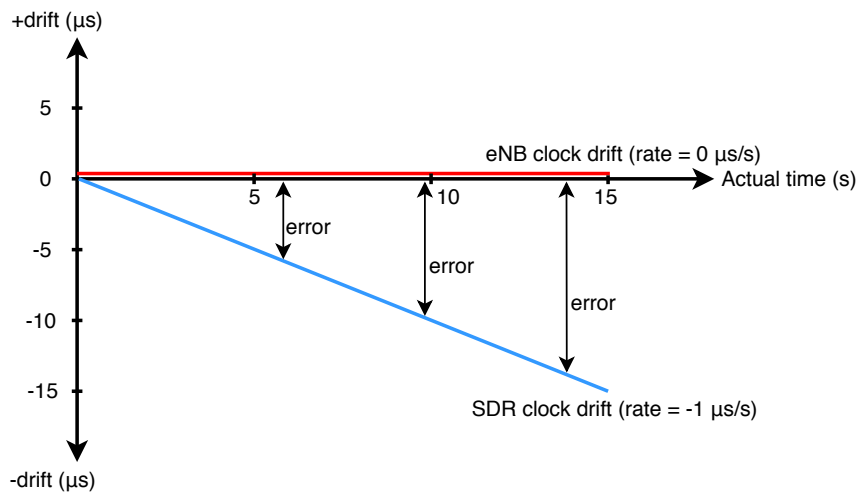 +drift (µs)
5
eNB clock drift (rate = 0 µs/s)
0
Actual time (s)
5
10
15
error
-5
error
error
-10
-15
SDR clock drift (rate = -1 µs/s)
-drift (µs)